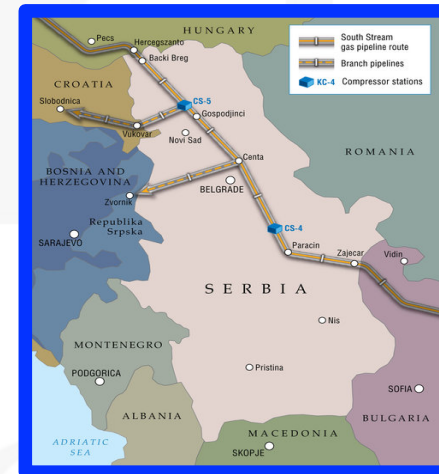 HUNGARY
South Stream
gas pipeline route
Branch pipelines
KC-4 Compressor stations
Pecs
Hercegszanto
Backi Breg
CROATIA
Slobodnica
CS-5
Gospodjinci
Vukovar
Novi Sad
ROMANIA
Centa
BOSNIA AND
HERZEGOVINA
BELGRADE
Zvornik
Republika
Srpska
SARAJEVO
CS-4
Paracin
Zajecar
Vidin
SERBIA
Nis
MONTENEGRO
Pristina
PODGORICA
SOFIA
ALBANIA
BULGARIA
MACEDONIA
ADRIATIC
SEA
SKOPJE